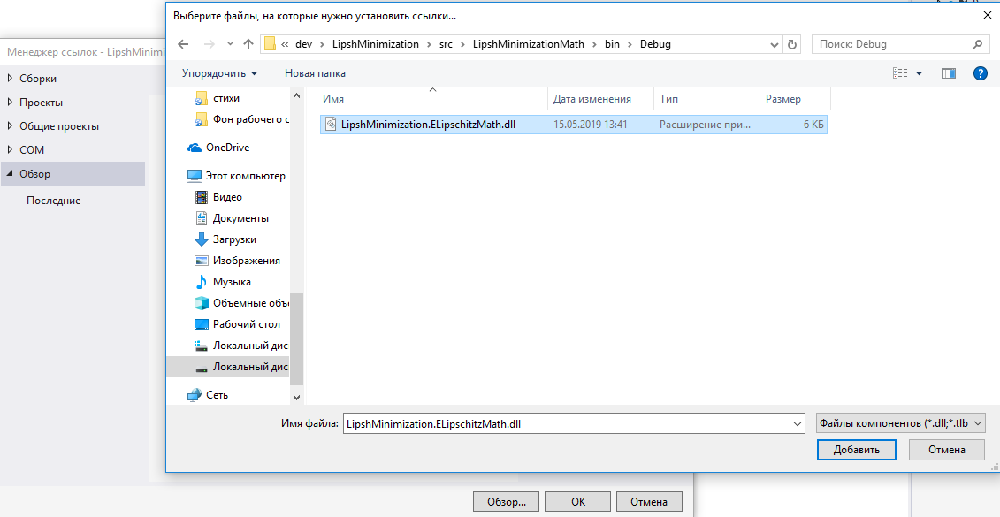 Выберите файлы, на которые нужно установить ссылки...
Менеджер ссылок - LipshMinimi
« dev > LipshMinimization > src > LipshMinimizationMath > bin > Debug
Поиск: Debug
Упорядочить
Новая папка
?
Сборки
Проекты
Общие проекты
COM
Обзор
Последние
стихи
Фон рабочего с
OneDrive
Этот компьютер
Видео
Документы
Загрузки
Изображения
Музыка
Объемные объ
Рабочий стол
Локальный дис
Локальный дис
Сеть
Имя Дата изменения Тип Размер
LipshMinimization.ELipschitzMath.dll 15.05.2019 13:41 Расширение при... 6 КБ
Имя файла: LipshMinimization.ELipschitzMath.dll
Файлы компонентов (*.dll;*.tlb
Добавить
Отмена
Обзор...
ОК
Отмена